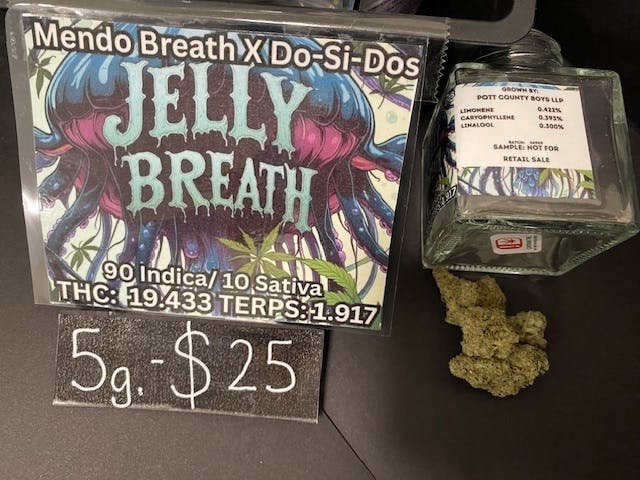 Mendo Breath X Do-Si-Dos
JELLY
BREATH
90 Indica/ 10 Sativa
THC: 19.433 TERPS: 1.917
5g.-$25
GROWN BY:
POTT COUNTY BOYS LLP
LIMONENE 0.422%
CARYOPHYLLENE 0.393%
LINALOOL 0.300%
BATCH:
SAMPLE: NOT FOR
RETAIL SALE